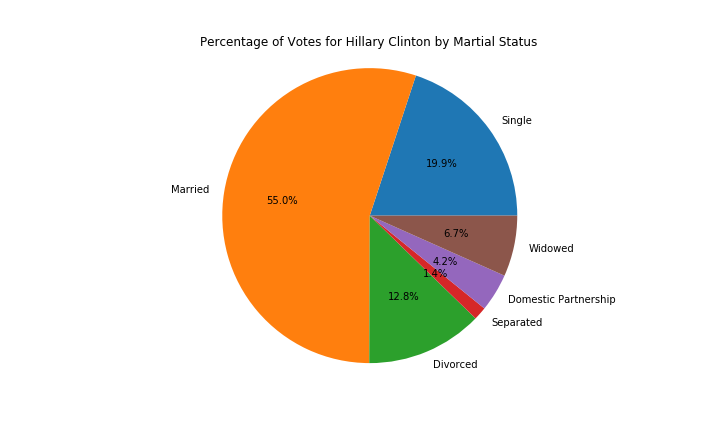 Percentage of Votes for Hillary Clinton by Martial Status
Single
19.9%
Married
55.0%
6.7%
Widowed
4.2%
1.4%
Domestic Partnership
12.8%
Separated
Divorced